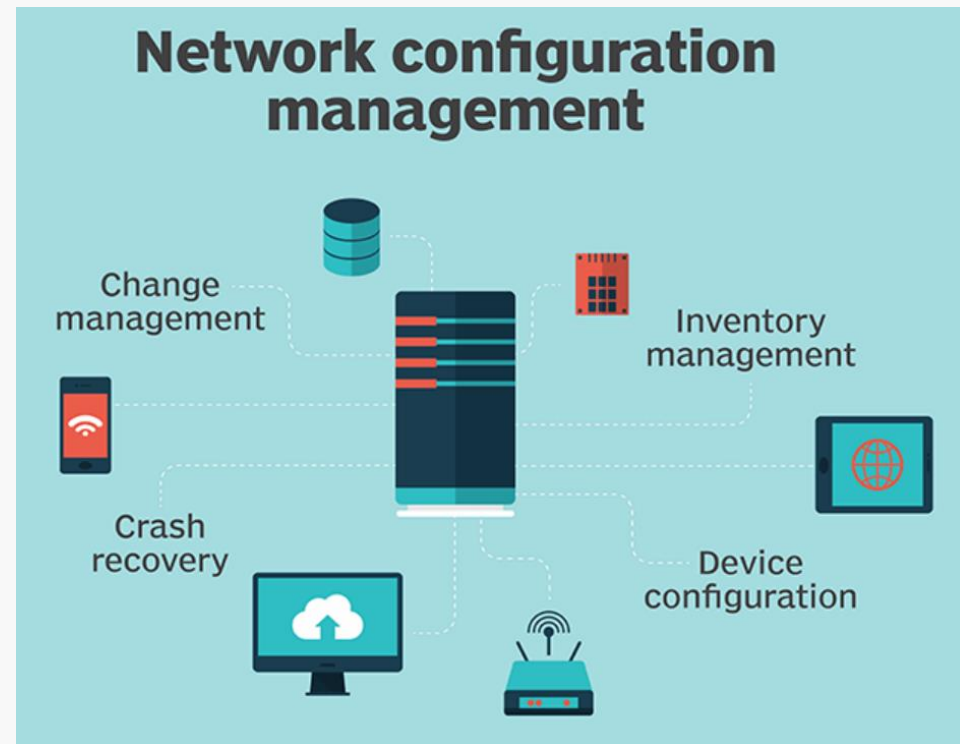 Network configuration
management
Change
management
Inventory
management
Crash
recovery
Device
configuration